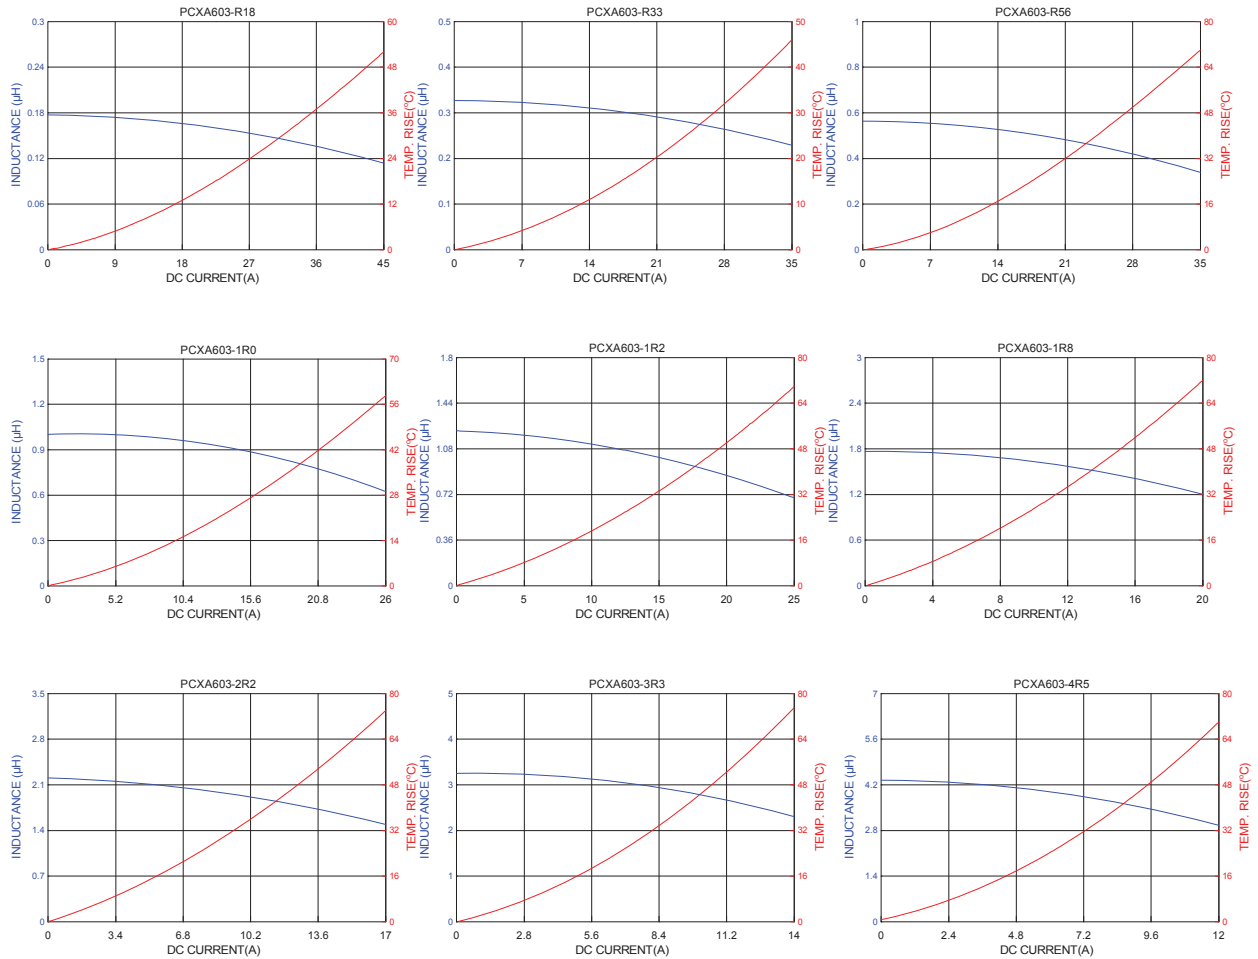 PCXA603-R18
0.3
0.24
0.18
0.12
0.06
0
INDUCTANCE (μH)
60
48
36
24
12
0
TEMP. RISE(ºC)
0 9 18 27 36 45
DC CURRENT(A)
PCXA603-R33
0.5
0.4
0.3
0.2
0.1
0
INDUCTANCE (μH)
50
40
30
20
10
0
TEMP. RISE(ºC)
0 7 14 21 28 35
DC CURRENT(A)
PCXA603-R56
1
0.8
0.6
0.4
0.2
0
INDUCTANCE (μH)
80
64
48
32
16
0
TEMP. RISE(ºC)
0 7 14 21 28 35
DC CURRENT(A)
PCXA603-1R0
1.5
1.2
0.9
0.6
0.3
0
INDUCTANCE (μH)
70
56
42
28
14
0
TEMP. RISE(ºC)
0 5.2 10.4 15.6 20.8 26
DC CURRENT(A)
PCXA603-1R2
1.8
1.44
1.08
0.72
0.36
0
INDUCTANCE (μH)
80
64
48
32
16
0
TEMP. RISE(ºC)
0 5 10 15 20 25
DC CURRENT(A)
PCXA603-1R8
3
2.4
1.8
1.2
0.6
0
INDUCTANCE (μH)
80
64
48
32
16
0
TEMP. RISE(ºC)
0 4 8 12 16 20
DC CURRENT(A)
PCXA603-2R2
3.5
2.8
2.1
1.4
0.7
0
INDUCTANCE (μH)
80
64
48
32
16
0
TEMP. RISE(ºC)
0 3.4 6.8 10.2 13.6 17
DC CURRENT(A)
PCXA603-3R3
5
4
3
2
1
0
INDUCTANCE (μH)
80
64
48
32
16
0
TEMP. RISE(ºC)
0 2.8 5.6 8.4 11.2 14
DC CURRENT(A)
PCXA603-4R5
7
5.6
4.2
2.8
1.4
0
INDUCTANCE (μH)
80
64
48
32
16
0
TEMP. RISE(ºC)
0 2.4 4.8 7.2 9.6 12
DC CURRENT(A)